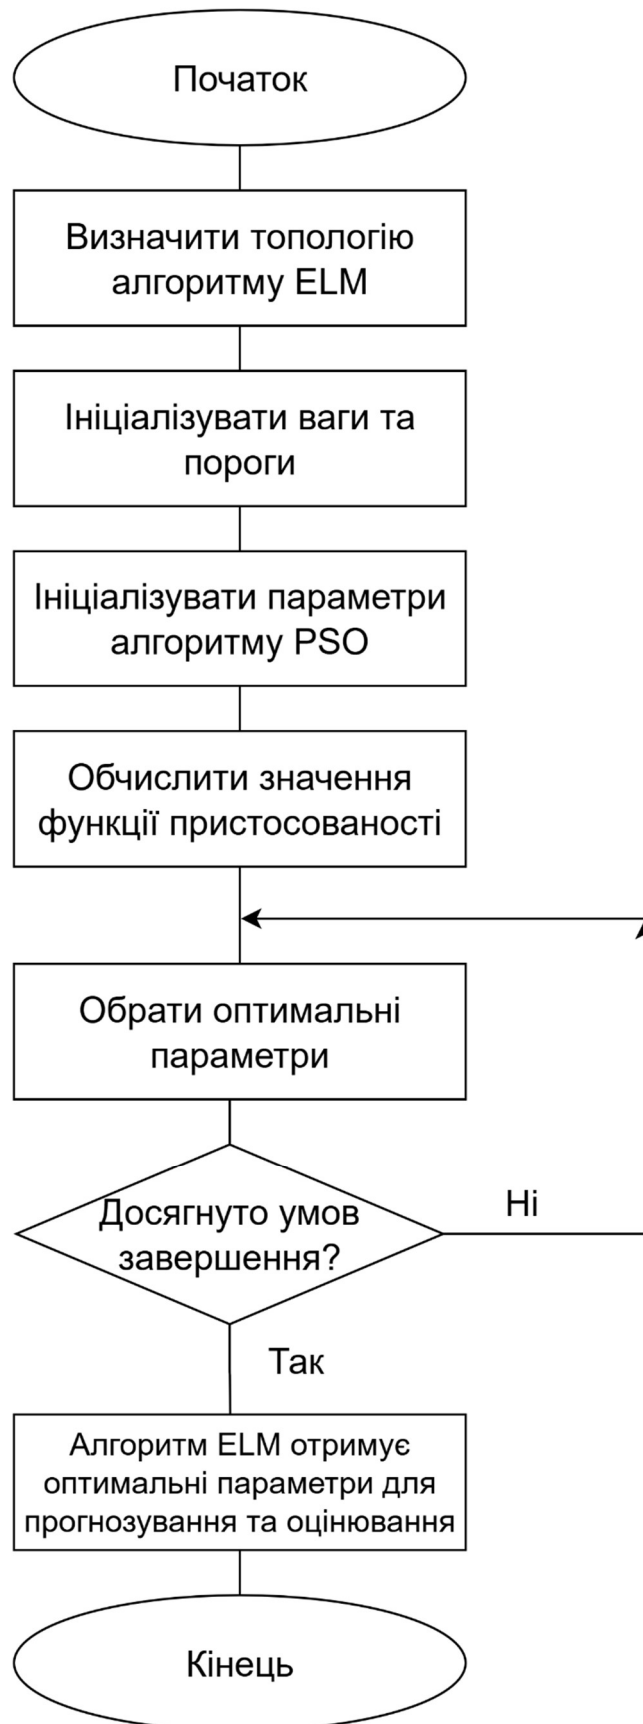 Початок
Визначити топологію
алгоритму ELM
Ініціалізувати ваги та
пороги
Ініціалізувати параметри
алгоритму PSO
Обчислити значення
функції пристосованості
Обрати оптимальні
параметри
Досягнуто умов
завершення?
Ні
Так
Алгоритм ELM отримує
оптимальні параметри для
прогнозування та оцінювання
Кінець